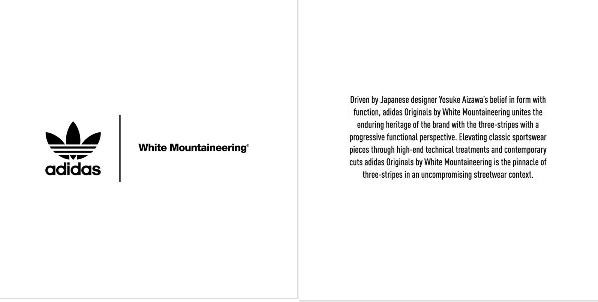 adidas
White Mountaineering®
Driven by Japanese designer Yosuke Aizawa's belief in form with
function, adidas Originals by White Mountaineering unites the
enduring heritage of the brand with the three-stripes with a
progressive functional perspective. Elevating classic sportswear
pieces through high-end technical treatments and contemporary
cuts adidas Originals by White Mountaineering is the pinnacle of
three-stripes in an uncompromising streetwear context.